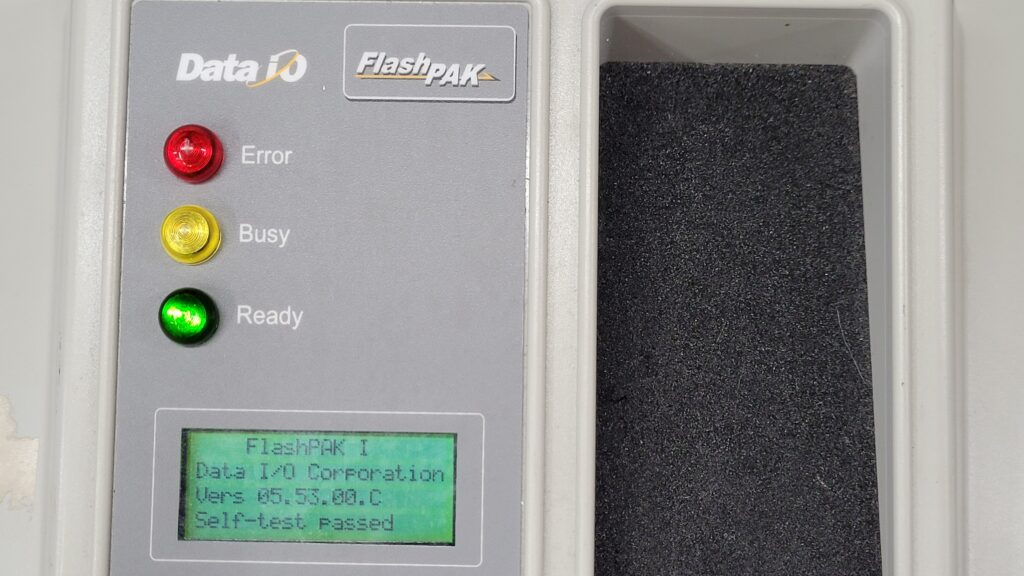 Data I/O
FlashPAK
Error
Busy
Ready
FlashPAK I
Data I/O Corporation
Vers 05.53.00.C
Self-test passed